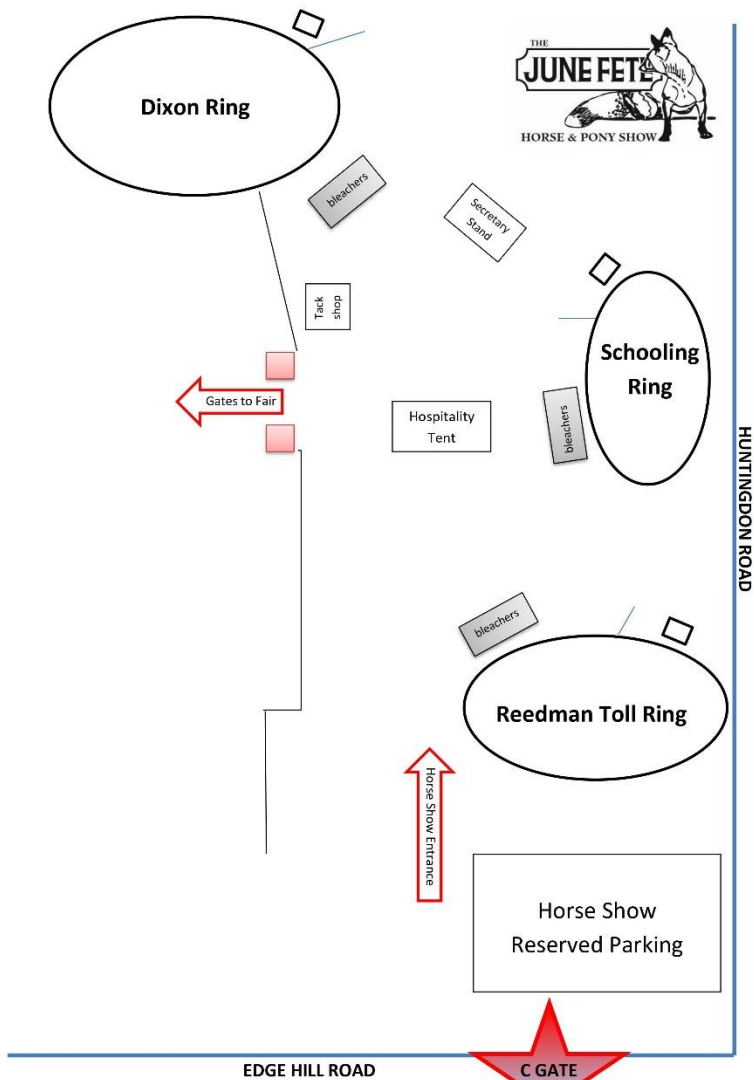 THE
JUNE FETE
HORSE & PONY SHOW
Dixon Ring
bleachers
Secretary
Stand
Tack
shop
Schooling
Ring
Gates to Fair
Hospitality
Tent
bleachers
HUNTINGDON ROAD
bleachers
Reedman Toll Ring
Horse Show Entrance
Horse Show
Reserved Parking
EDGE HILL ROAD
C GATE